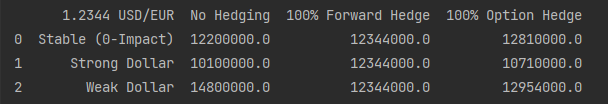 1.2344 USD/EUR No Hedging 100% Forward Hedge 100% Option Hedge
0 Stable (0-Impact) 12200000.0 12344000.0 12810000.0
1 Strong Dollar 10100000.0 12344000.0 10710000.0
2 Weak Dollar 14800000.0 12344000.0 12954000.0